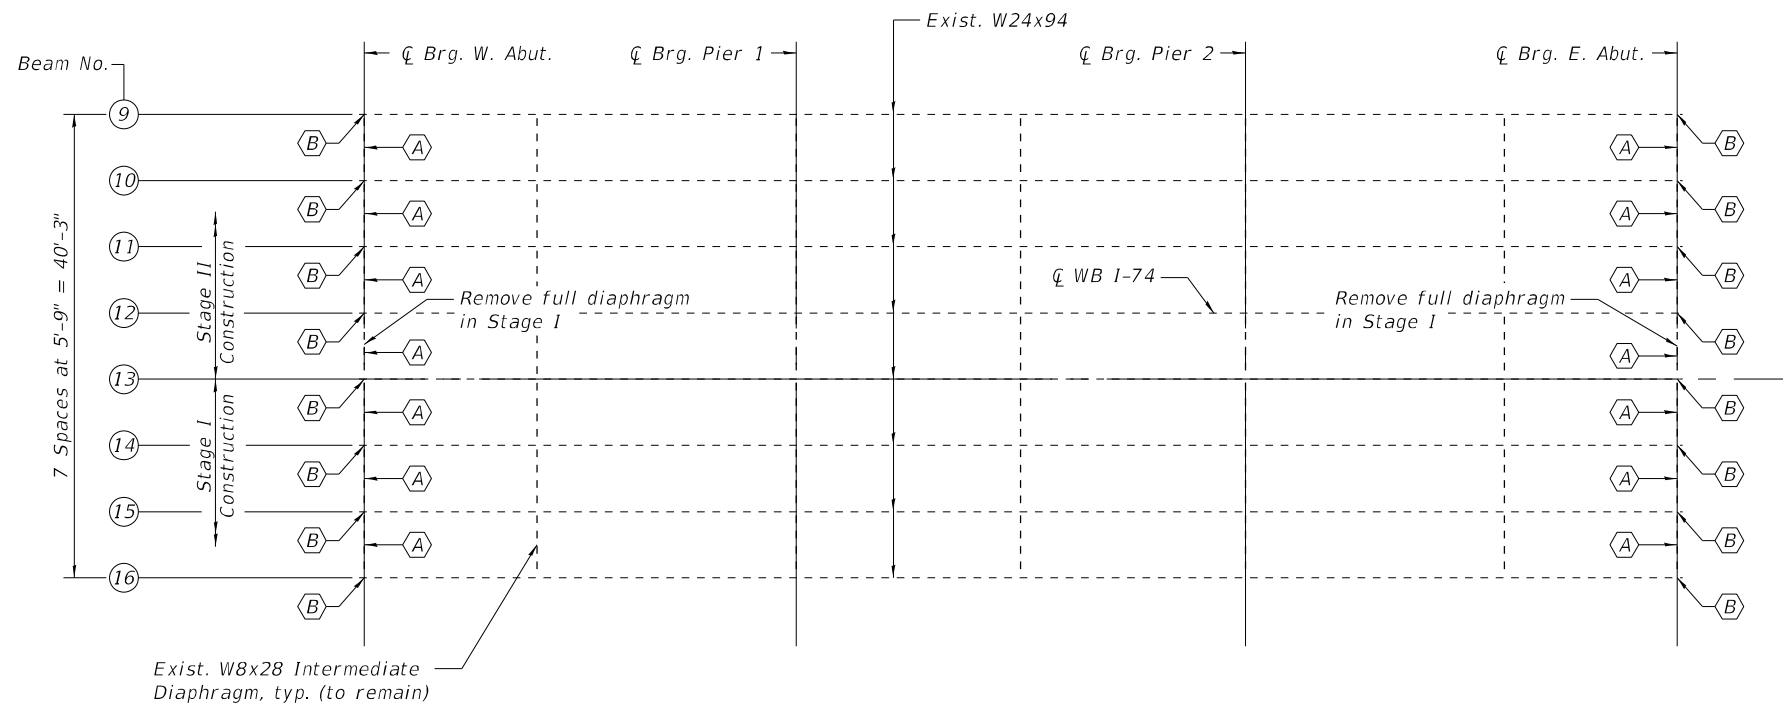 Exist. W24x94
℄ Brg. W. Abut.
℄ Brg. Pier 1
℄ Brg. Pier 2
℄ Brg. E. Abut.
Beam No.
9
B
A
A
B
10
B
A
A
B
11
B
A
A
B
℄ WB I-74
Remove full diaphragm
in Stage I
Remove full diaphragm
in Stage I
12
B
A
A
B
13
B
A
A
B
14
B
A
A
B
15
B
A
A
B
16
B
B
7 Spaces at 5'-9" = 40'-3"
Stage II
Construction
Stage I
Construction
Exist. W8x28 Intermediate
Diaphragm, typ. (to remain)